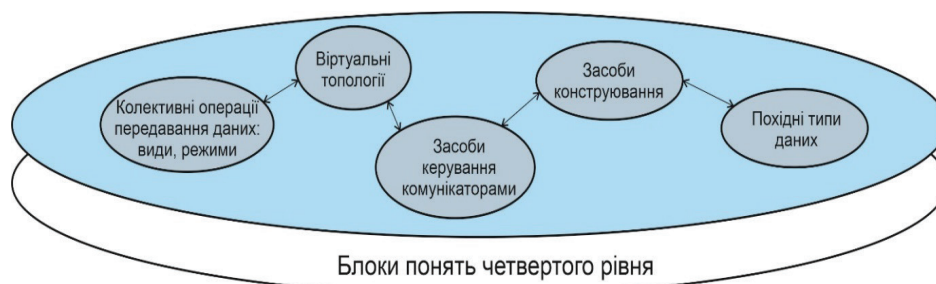 Колективні операції
передавання даних:
види, режими
Віртуальні
топології
Засоби
керування
комунікаторами
Засоби
конструювання
Похідні типи
даних
Блоки понять четвертого рівня